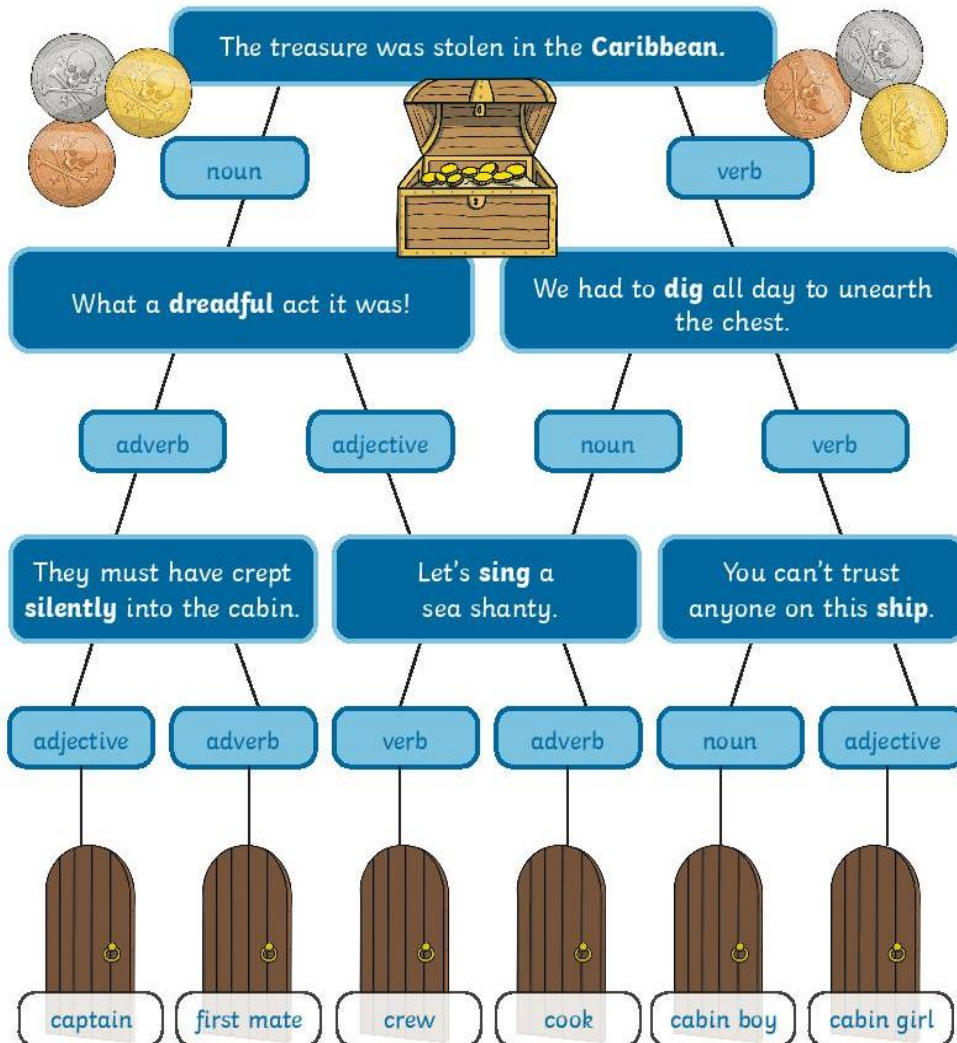 The treasure was stolen in the Caribbean.
noun
verb
What a dreadful act it was!
We had to dig all day to unearth
the chest.
adverb
adjective
noun
verb
They must have crept
silently into the cabin.
Let's sing a
sea shanty.
You can't trust
anyone on this ship.
adjective
adverb
verb
adverb
noun
adjective
captain
first mate
crew
cook
cabin boy
cabin girl